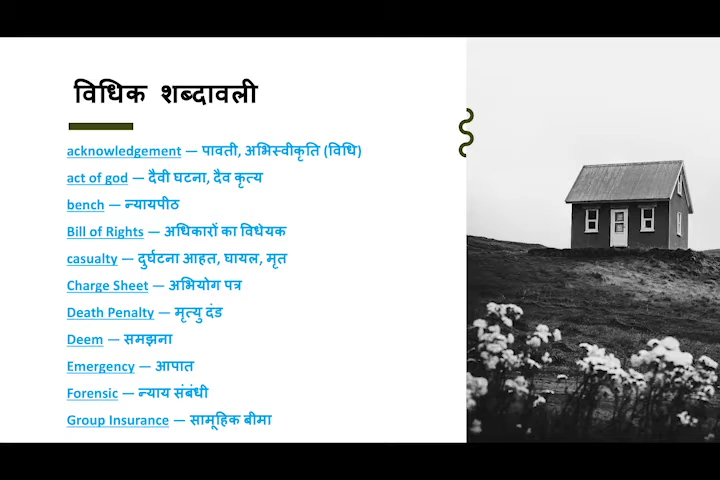 विधिक शब्दावली
acknowledgement — पावती, अभिस्वीकृति (विधि)
act of god — दैवी घटना, दैव कृत्य
bench — न्यायपीठ
Bill of Rights — अधिकारों का विधेयक
casualty — दुर्घटना आहत, घायल, मृत
Charge Sheet — अभियोग पत्र
Death Penalty — मृत्यु दंड
Deem — समझना
Emergency — आपात
Forensic — न्याय संबंधी
Group Insurance — सामूहिक बीमा